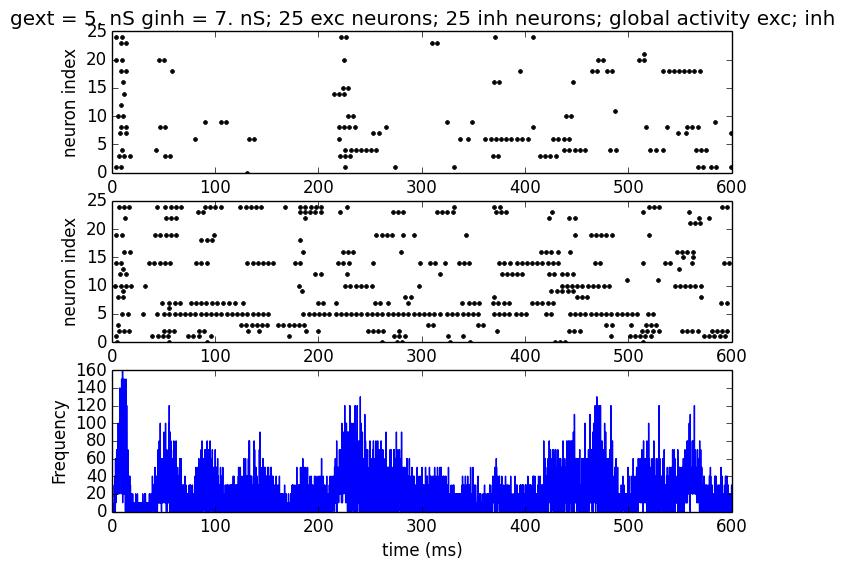 gext = 5. nS ginh = 7. nS; 25 exc neurons; 25 inh neurons; global activity exc; inh
25
20
15
10
5
0
neuron index
0 100 200 300 400 500 600
25
20
15
10
5
0
neuron index
0 100 200 300 400 500 600
160
140
120
100
80
60
40
20
0
Frequency
0 100 200 300 400 500 600
time (ms)